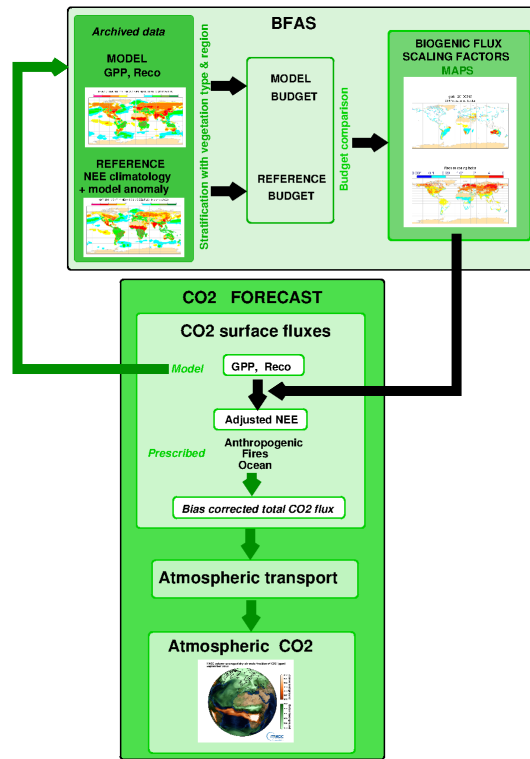 BFAS
Archived data
MODEL
GPP, Reco
REFERENCE
NEE climatology
+ model anomaly
Stratification with vegetation type & region
MODEL
BUDGET
REFERENCE
BUDGET
Budget comparison
BIOGENIC FLUX
SCALING FACTORS
MAPS
CO2 FORECAST
CO2 surface fluxes
Model
GPP, Reco
Adjusted NEE
Prescribed
Anthropogenic
Fires
Ocean
Bias corrected total CO2 flux
Atmospheric transport
Atmospheric CO2